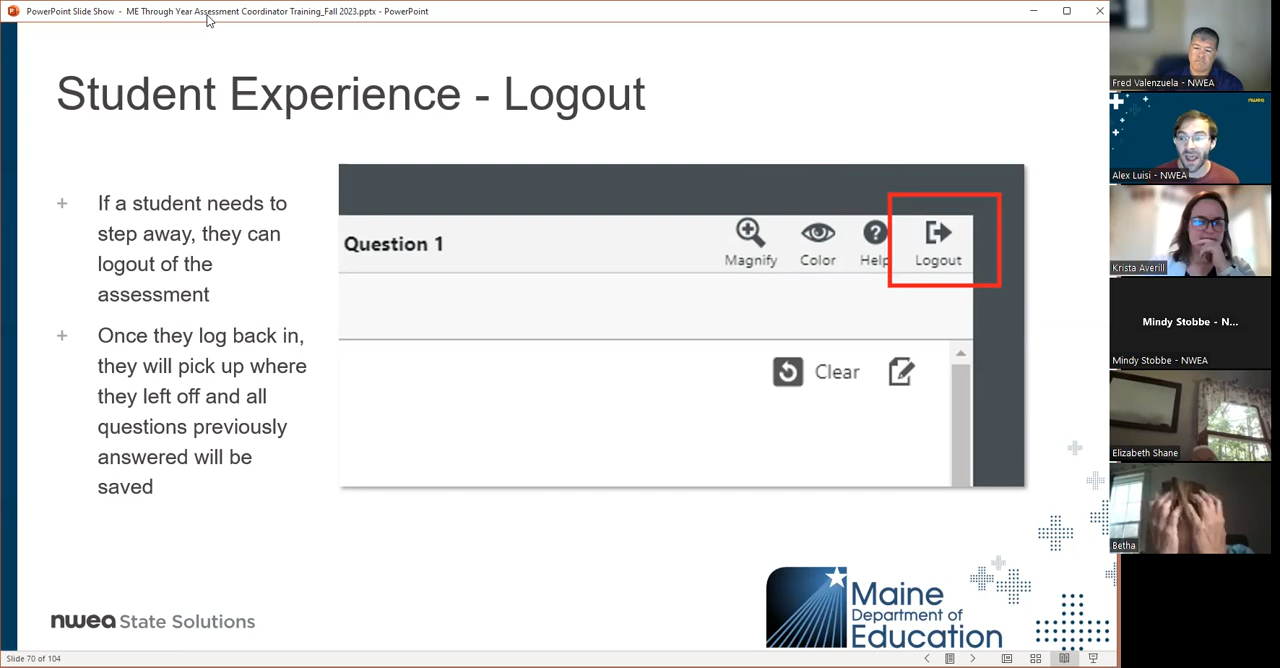 PowerPoint Slide Show - ME Through Year Assessment Coordinator Training_Fall 2023.pptx - PowerPoint
Student Experience - Logout
+ If a student needs to
step away, they can
logout of the
assessment
+ Once they log back in,
they will pick up where
they left off and all
questions previously
answered will be
saved
Question 1
Magnify
Color
Help
Logout
Clear
nwea State Solutions
Maine
Department of
Education
Slide 70 of 104
Fred Valenzuela - NWEA
nwea
Alex Luisi - NWEA
Krista Averill
Mindy Stobbe - N...
Mindy Stobbe - NWEA
Elizabeth Shane
Betha